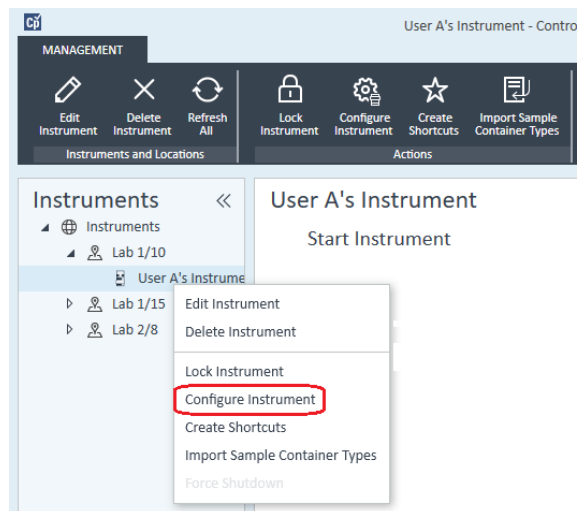 Cp
User A's Instrument - Contro
MANAGEMENT
Edit Instrument
Delete Instrument
Refresh All
Lock Instrument
Configure Instrument
Create Shortcuts
Import Sample Container Types
Instruments and Locations
Actions
Instruments
User A's Instrument
Instruments
Start Instrument
Lab 1/10
User A's Instrume
Lab 1/15
Lab 2/8
Edit Instrument
Delete Instrument
Lock Instrument
Configure Instrument
Create Shortcuts
Import Sample Container Types
Force Shutdown